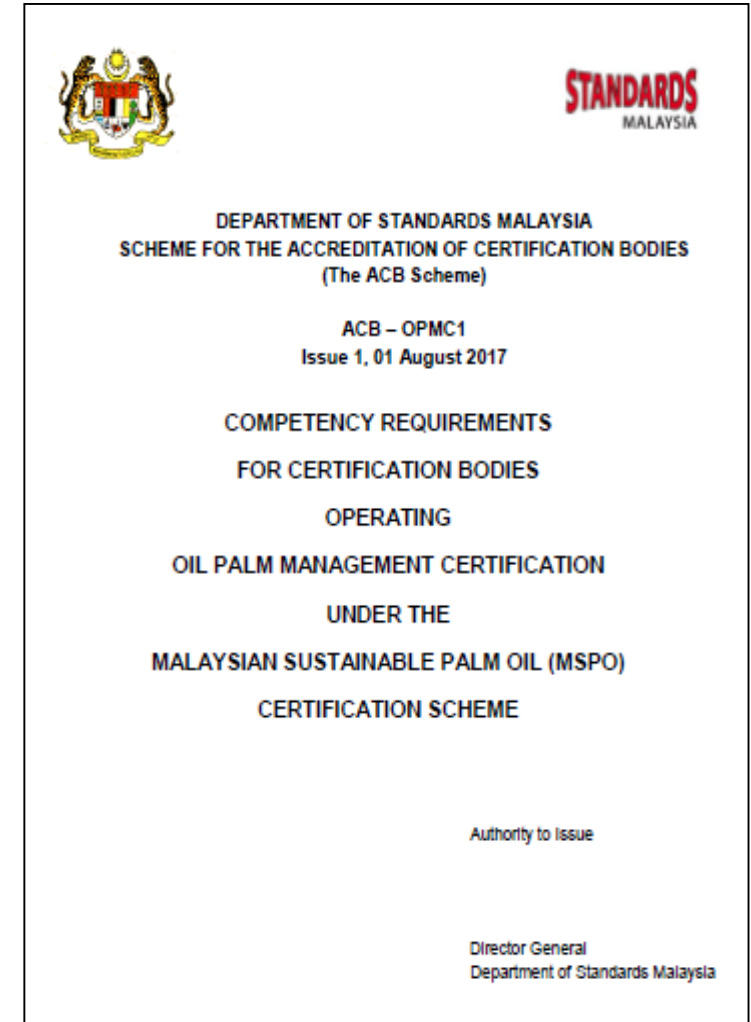 STANDARDS
MALAYSIA
DEPARTMENT OF STANDARDS MALAYSIA
SCHEME FOR THE ACCREDITATION OF CERTIFICATION BODIES
(The ACB Scheme)
ACB – OPMC1
Issue 1, 01 August 2017
COMPETENCY REQUIREMENTS
FOR CERTIFICATION BODIES
OPERATING
OIL PALM MANAGEMENT CERTIFICATION
UNDER THE
MALAYSIAN SUSTAINABLE PALM OIL (MSPO)
CERTIFICATION SCHEME
Authority to Issue
Director General
Department of Standards Malaysia